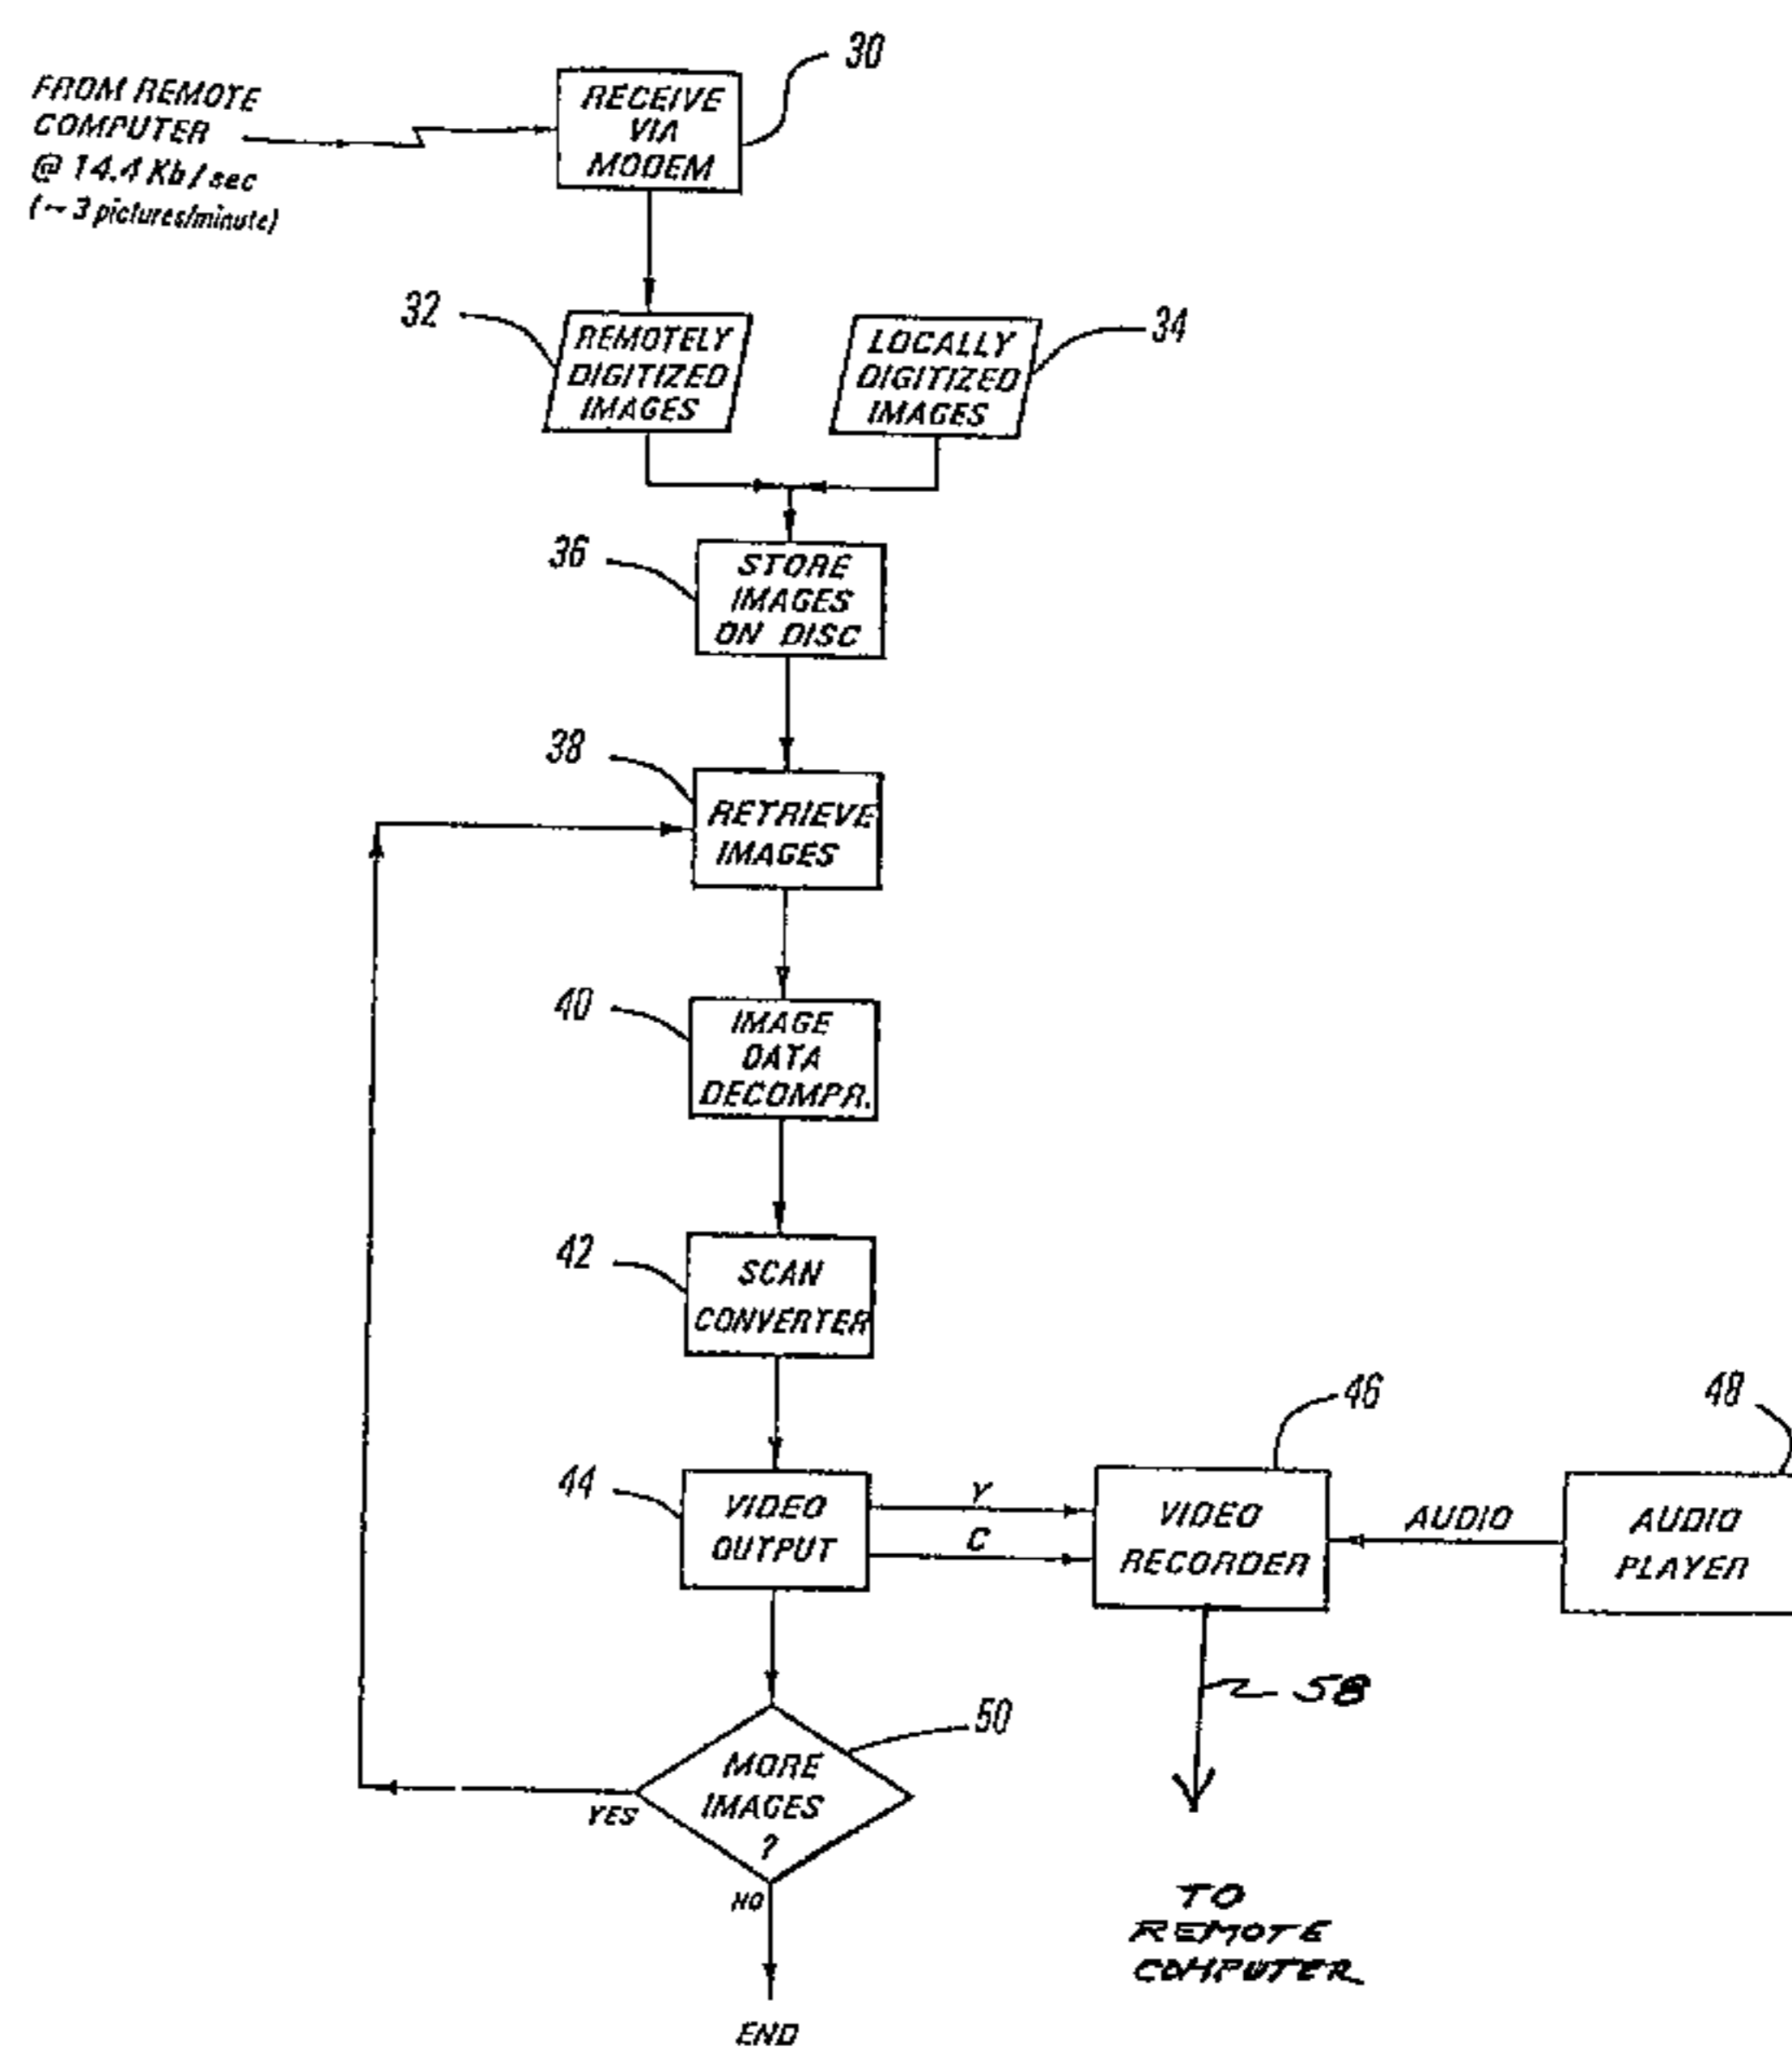 FROM REMOTE
COMPUTER
@ 14.4 Kb/sec
(~ 3 pictures/minute)
RECEIVE
VIA
MODEM
30
32
REMOTELY
DIGITIZED
IMAGES
LOCALLY
DIGITIZED
IMAGES
34
36
STORE
IMAGES
ON DISC
38
RETRIEVE
IMAGES
40
IMAGE
DATA
DECOMPR.
42
SCAN
CONVERTER
44
VIDEO
OUTPUT
Y
C
46
VIDEO
RECORDER
AUDIO
48
AUDIO
PLAYER
58
50
MORE
IMAGES
?
YES
NO
END
TO
REMOTE
COMPUTER